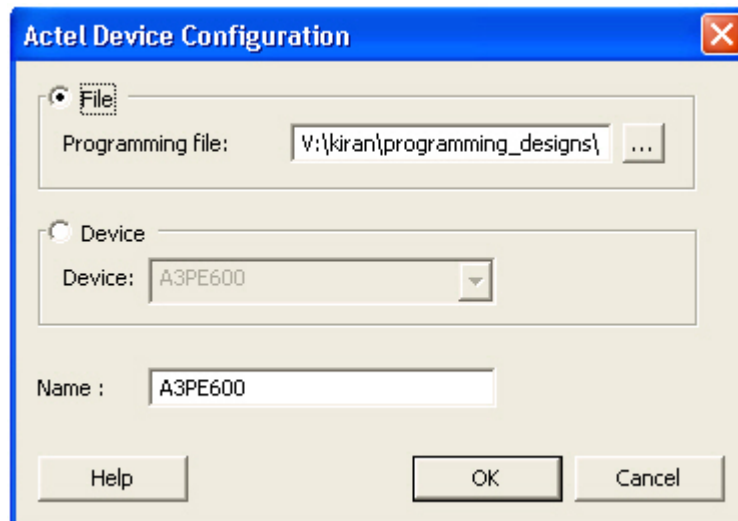 Actel Device Configuration
File
Programming file: V:\kiran\programming_designs\ ...
Device
Device: A3PE600
Name : A3PE600
Help OK Cancel